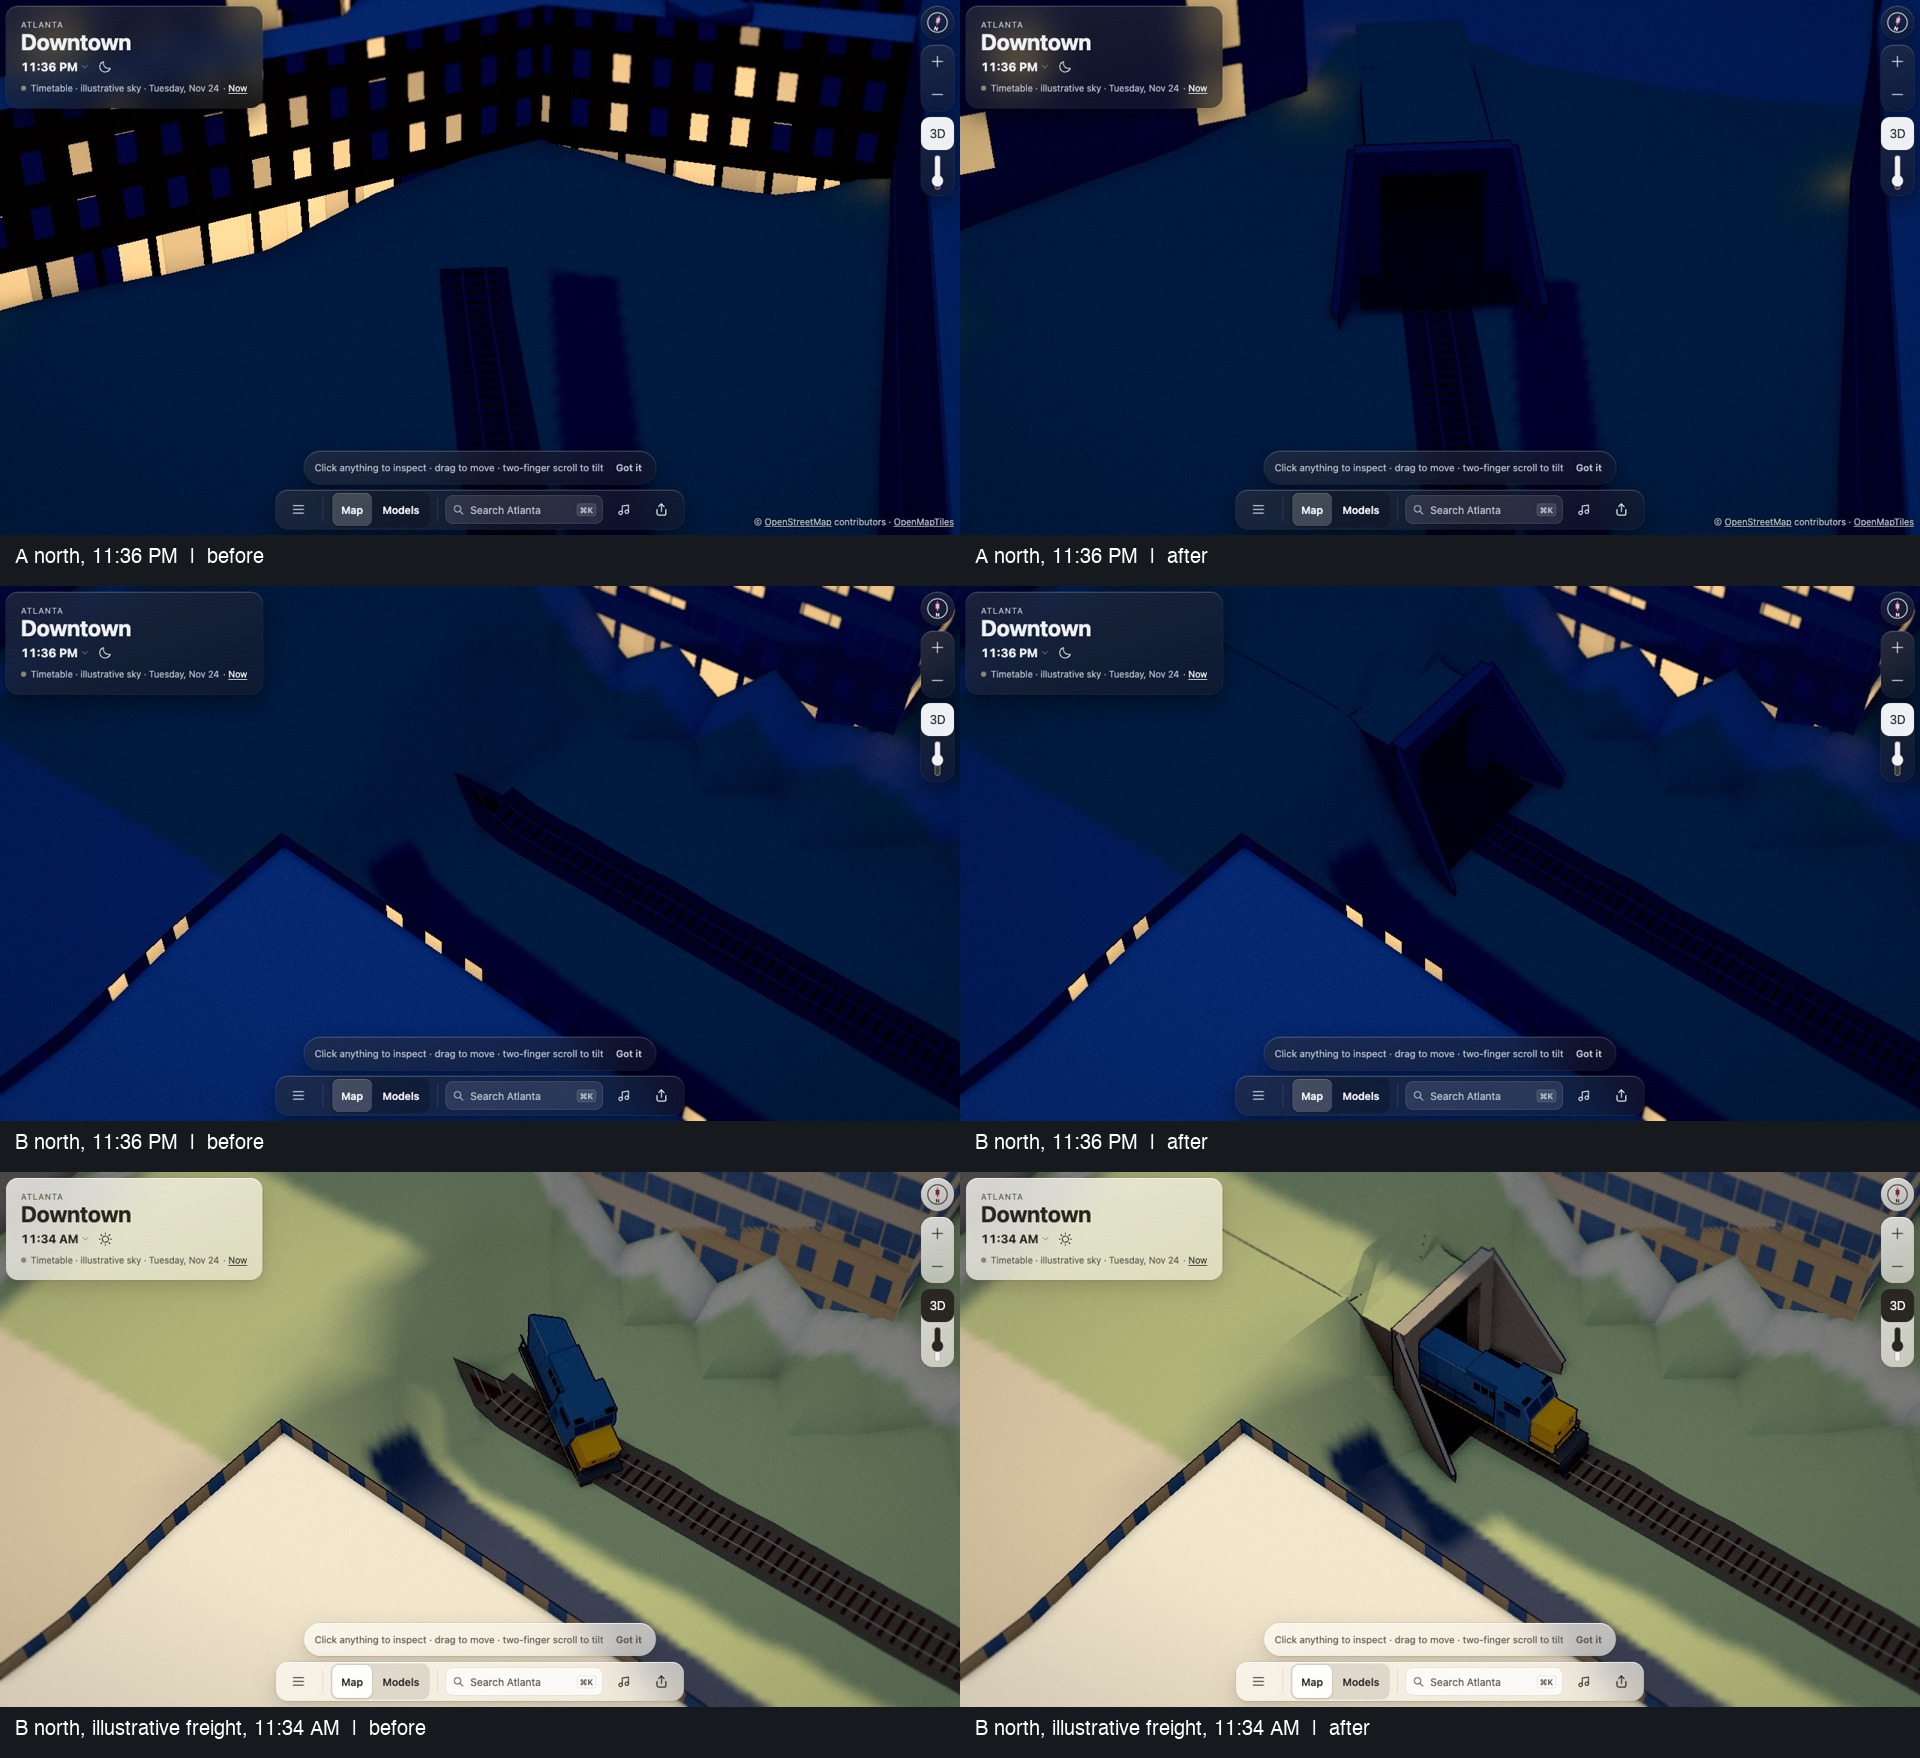 ATLANTA
Downtown
11:36 PM
Timetable · illustrative sky · Tuesday, Nov 24 · Now
N
+
−
3D
Click anything to inspect · drag to move · two-finger scroll to tilt Got it
Map Models Search Atlanta ⌘K
© OpenStreetMap contributors · OpenMapTiles
A north, 11:36 PM | before
ATLANTA
Downtown
11:36 PM
Timetable · illustrative sky · Tuesday, Nov 24 · Now
N
+
−
3D
Click anything to inspect · drag to move · two-finger scroll to tilt Got it
Map Models Search Atlanta ⌘K
© OpenStreetMap contributors · OpenMapTiles
A north, 11:36 PM | after
ATLANTA
Downtown
11:36 PM
Timetable · illustrative sky · Tuesday, Nov 24 · Now
N
+
−
3D
Click anything to inspect · drag to move · two-finger scroll to tilt Got it
Map Models Search Atlanta ⌘K
B north, 11:36 PM | before
ATLANTA
Downtown
11:36 PM
Timetable · illustrative sky · Tuesday, Nov 24 · Now
N
+
−
3D
Click anything to inspect · drag to move · two-finger scroll to tilt Got it
Map Models Search Atlanta ⌘K
B north, 11:36 PM | after
ATLANTA
Downtown
11:34 AM
Timetable · illustrative sky · Tuesday, Nov 24 · Now
N
+
−
3D
Click anything to inspect · drag to move · two-finger scroll to tilt Got it
Map Models Search Atlanta ⌘K
B north, illustrative freight, 11:34 AM | before
ATLANTA
Downtown
11:34 AM
Timetable · illustrative sky · Tuesday, Nov 24 · Now
N
+
−
3D
Click anything to inspect · drag to move · two-finger scroll to tilt Got it
Map Models Search Atlanta ⌘K
B north, illustrative freight, 11:34 AM | after